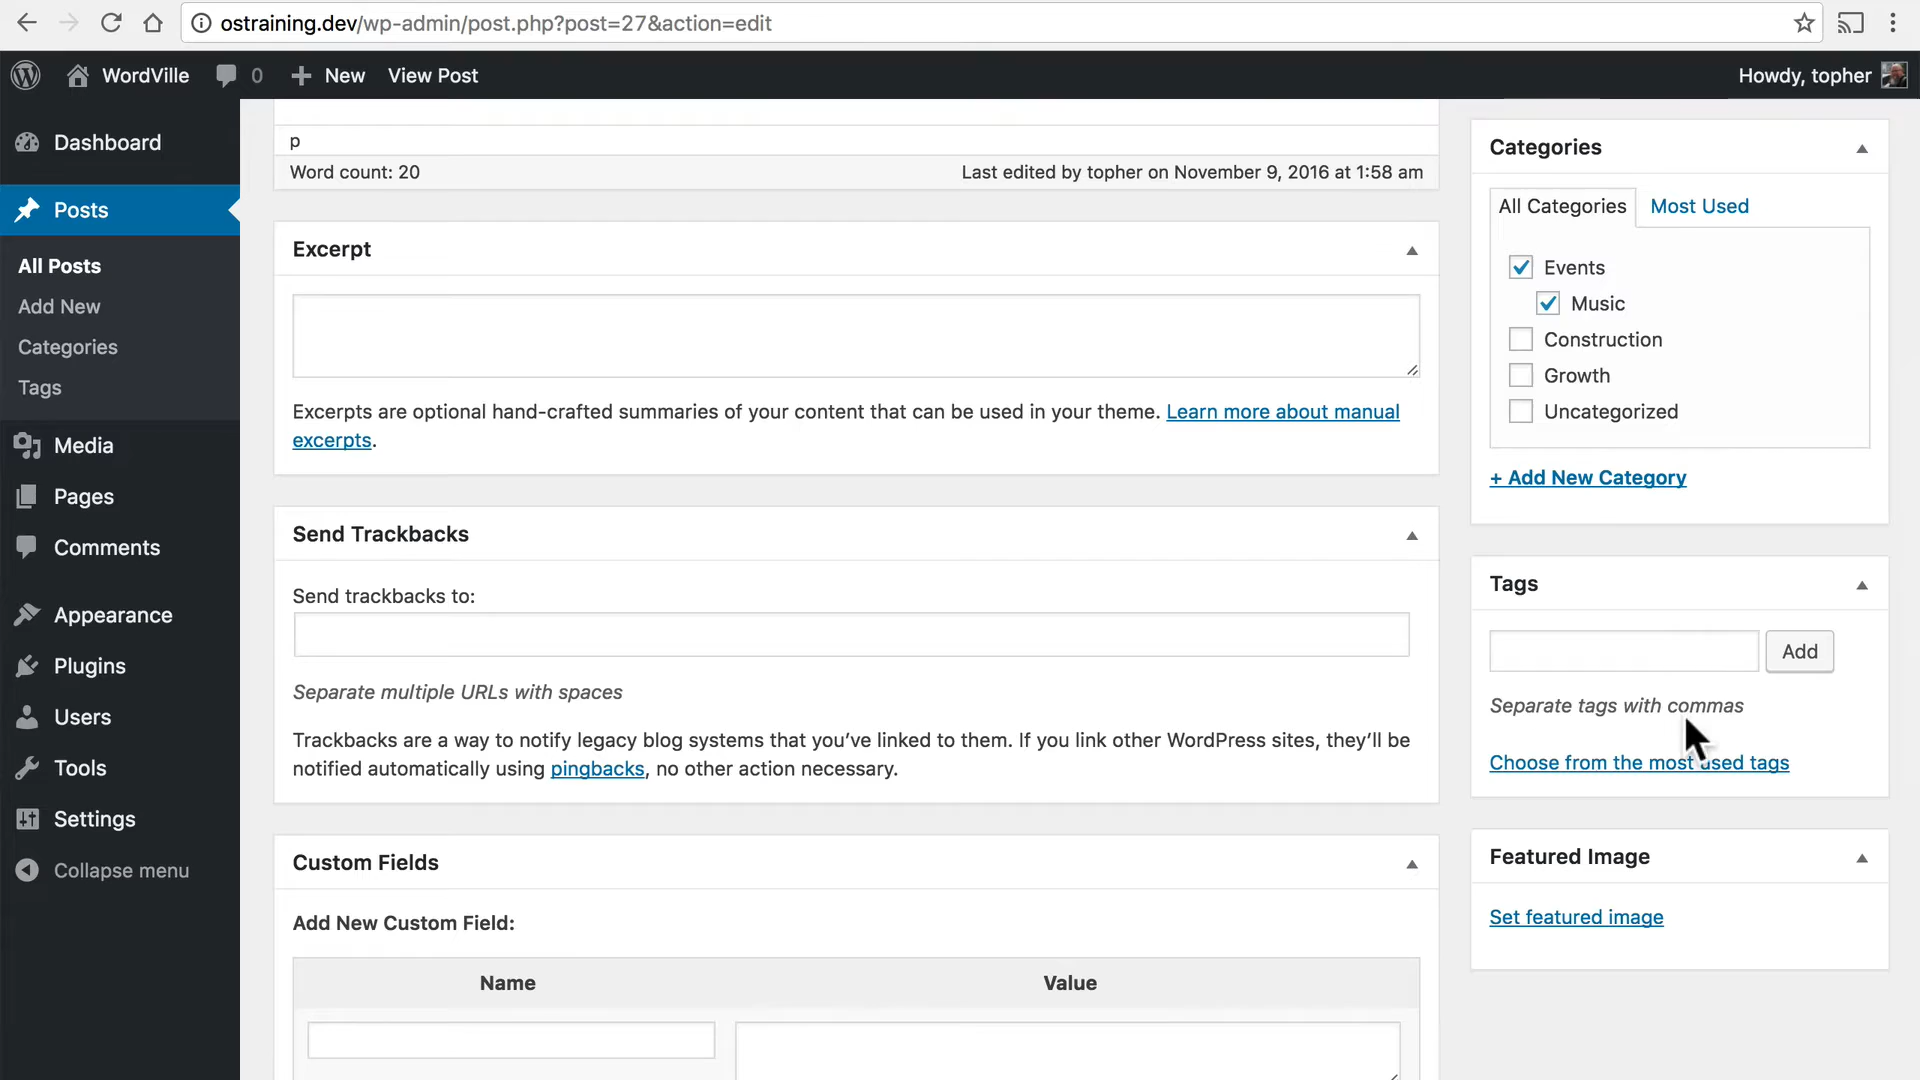 ostraining.dev/wp-admin/post.php?post=27&action=edit
WordVille 0 New View Post Howdy, topher
Dashboard
Posts
All Posts
Add New
Categories
Tags
Media
Pages
Comments
Appearance
Plugins
Users
Tools
Settings
Collapse menu
p
Word count: 20 Last edited by topher on November 9, 2016 at 1:58 am
Excerpt
Excerpts are optional hand-crafted summaries of your content that can be used in your theme. Learn more about manual
excerpts.
Send Trackbacks
Send trackbacks to:
Separate multiple URLs with spaces
Trackbacks are a way to notify legacy blog systems that you’ve linked to them. If you link other WordPress sites, they’ll be
notified automatically using pingbacks, no other action necessary.
Custom Fields
Add New Custom Field:
Name Value
Categories
All Categories Most Used
Events
Music
Construction
Growth
Uncategorized
+ Add New Category
Tags
Add
Separate tags with commas
Choose from the most used tags
Featured Image
Set featured image